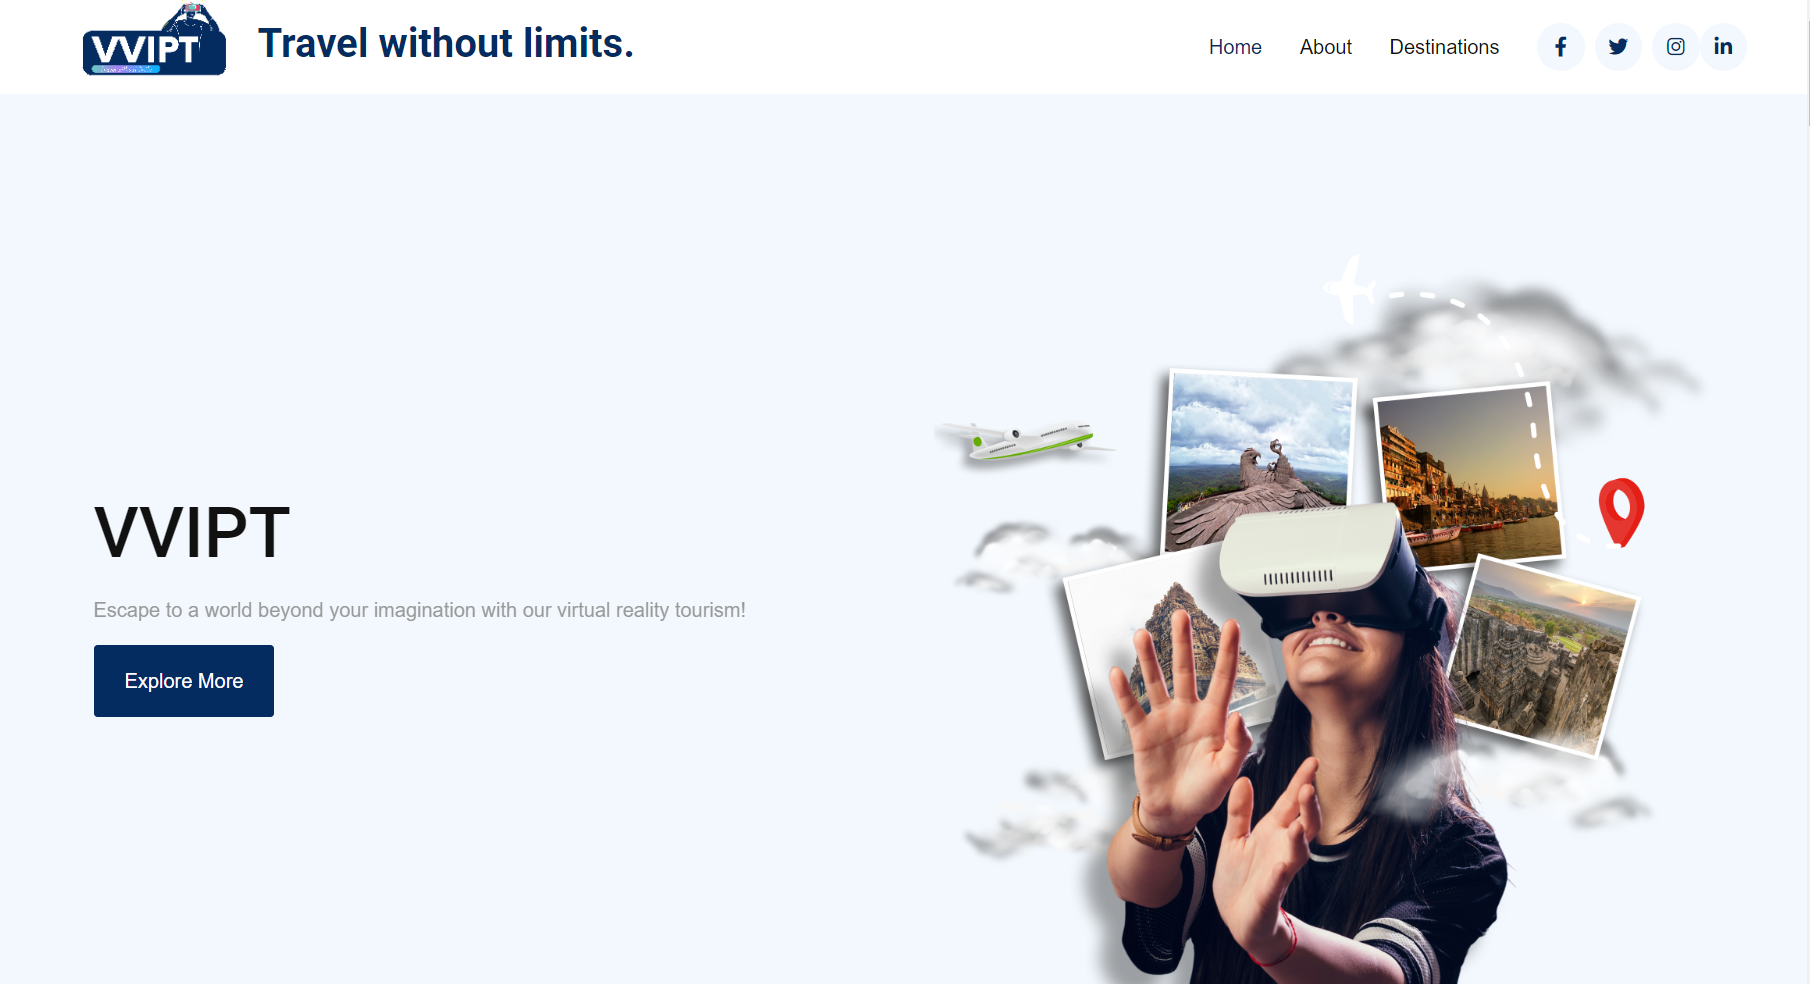 VVIPT
Travel without limits.
Home
About
Destinations
VVIPT
Escape to a world beyond your imagination with our virtual reality tourism!
Explore More